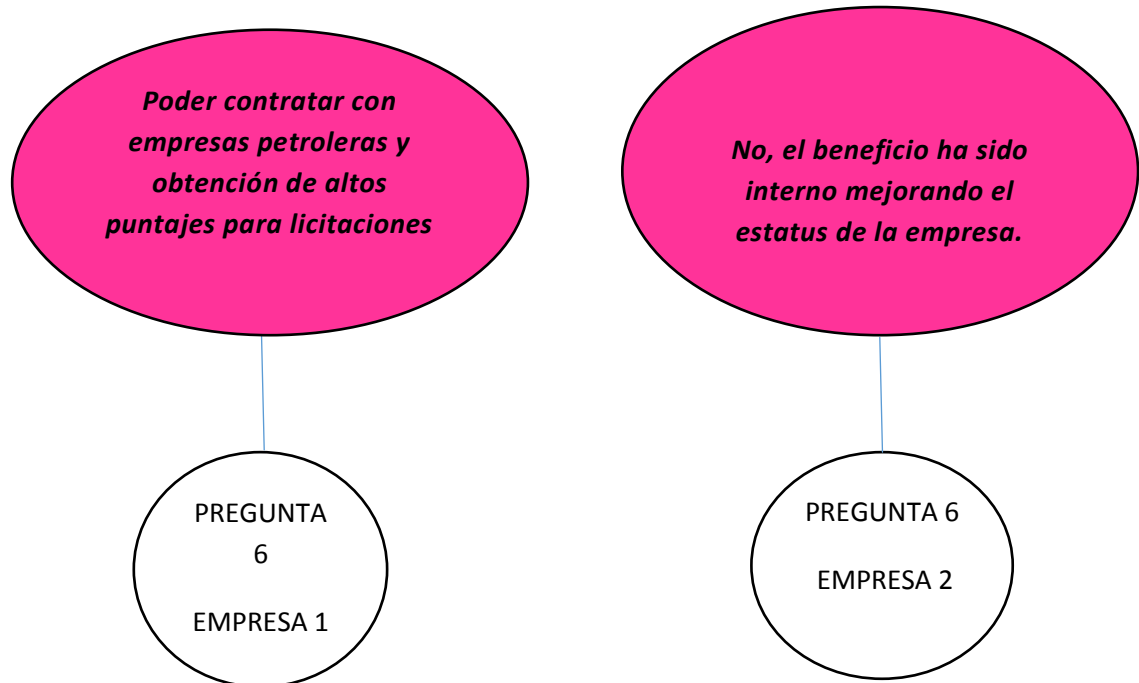 Poder contratar con
empresas petroleras y
obtención de altos
puntajes para licitaciones
No, el beneficio ha sido
interno mejorando el
estatus de la empresa.
PREGUNTA
6
EMPRESA 1
PREGUNTA 6
EMPRESA 2